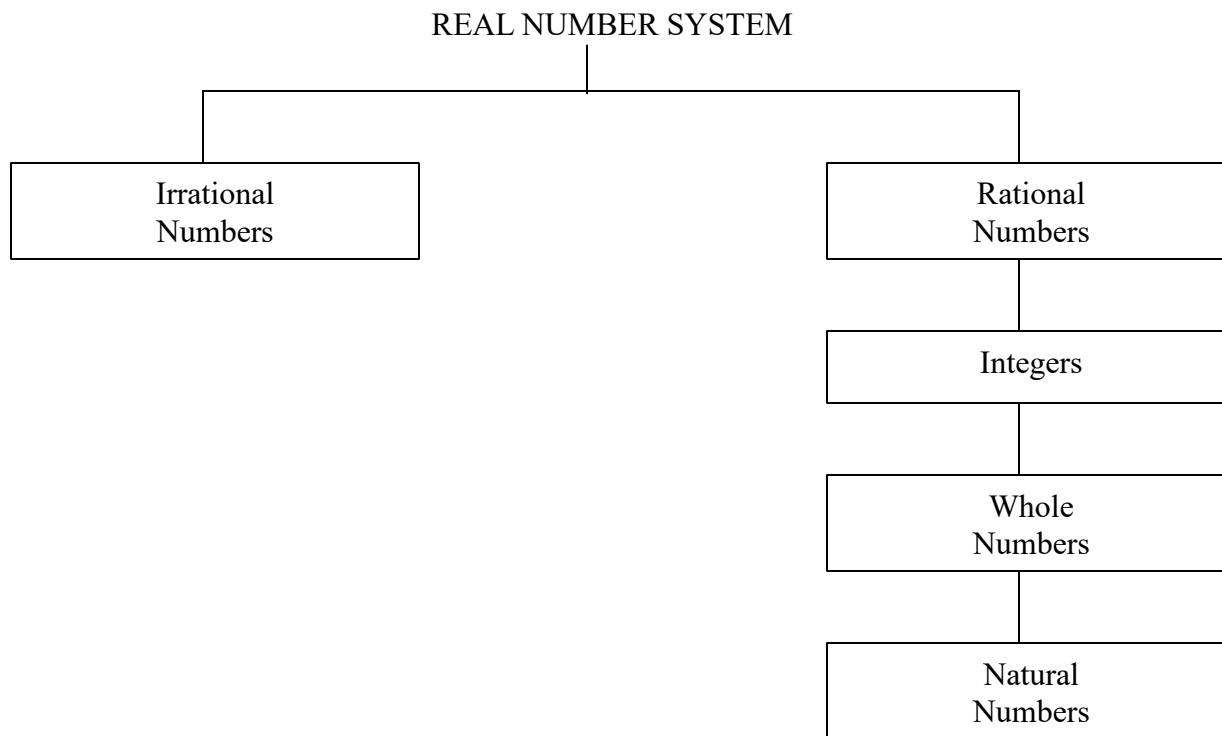 REAL NUMBER SYSTEM
Irrational
Numbers
Rational
Numbers
Integers
Whole
Numbers
Natural
Numbers